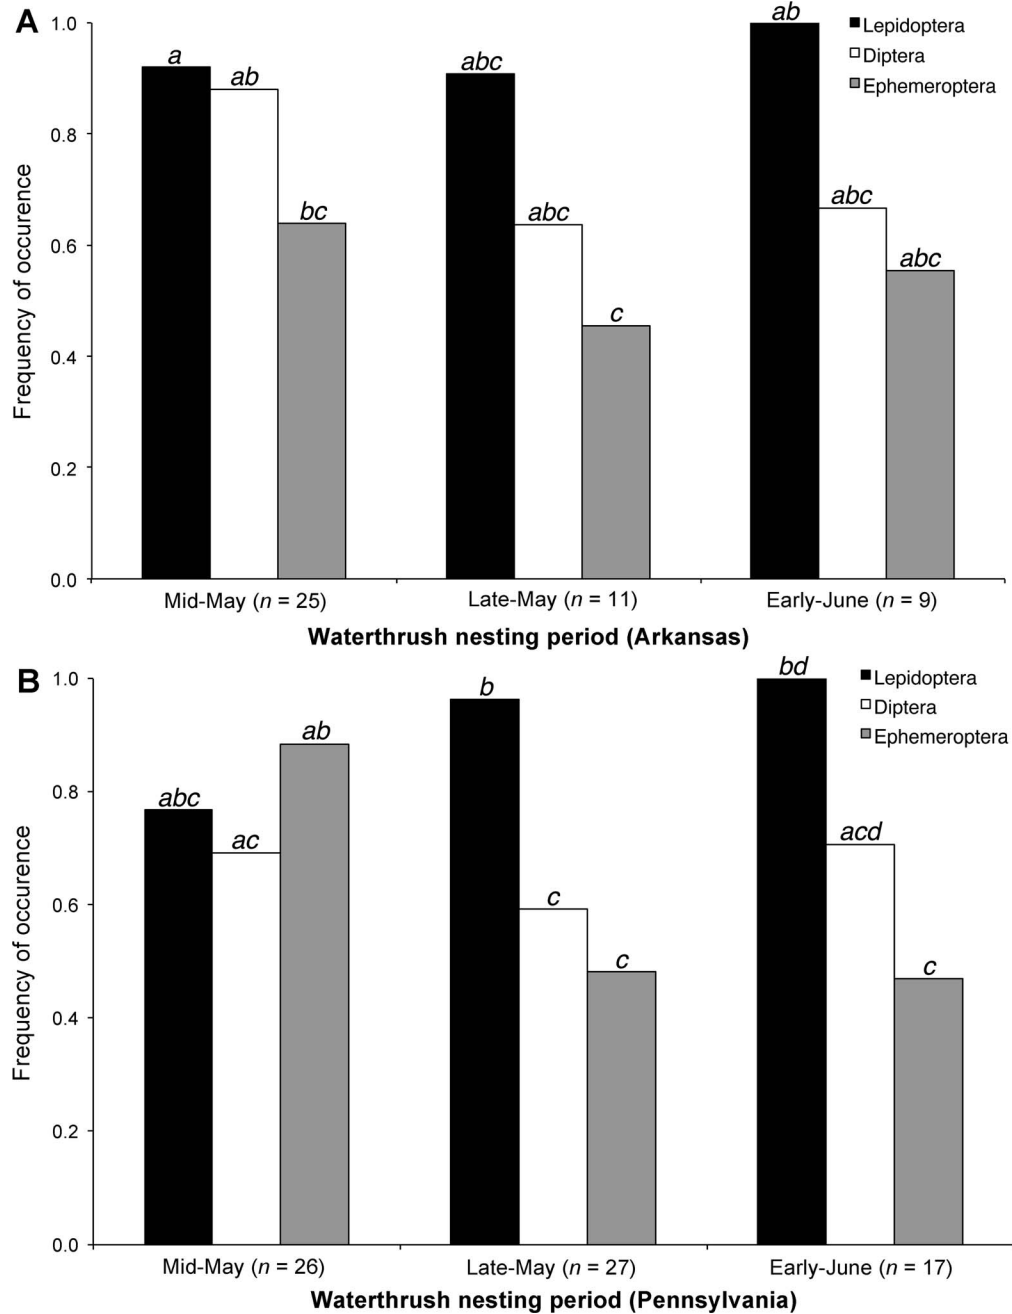 A
1.0
0.8
0.6
0.4
0.2
0.0
Frequency of occurence
a
ab
bc
abc
abc
c
ab
abc
abc
Lepidoptera
Diptera
Ephemeroptera
Mid-May (n = 25)
Late-May (n = 11)
Early-June (n = 9)
Waterthrush nesting period (Arkansas)
B
1.0
0.8
0.6
0.4
0.2
0.0
Frequency of occurence
abc
ac
ab
b
c
c
bd
acd
c
Lepidoptera
Diptera
Ephemeroptera
Mid-May (n = 26)
Late-May (n = 27)
Early-June (n = 17)
Waterthrush nesting period (Pennsylvania)